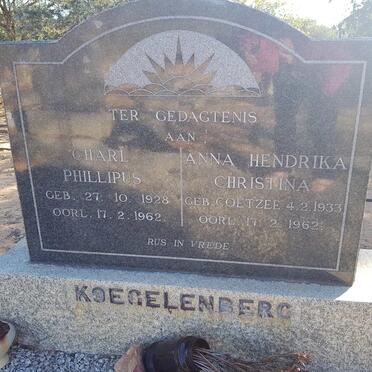 TER GEDAGTENIS
AAN
CHARL
PHILLIPUS
GEB. 27. 10. 1928
OORL. 17. 2. 1962.
ANNA HENDRIKA
CHRISTINA
GEB. COETZEE 4.2.1933
OORL. 17. 2. 1962.
RUS IN VREDE
KOEGELENBERG